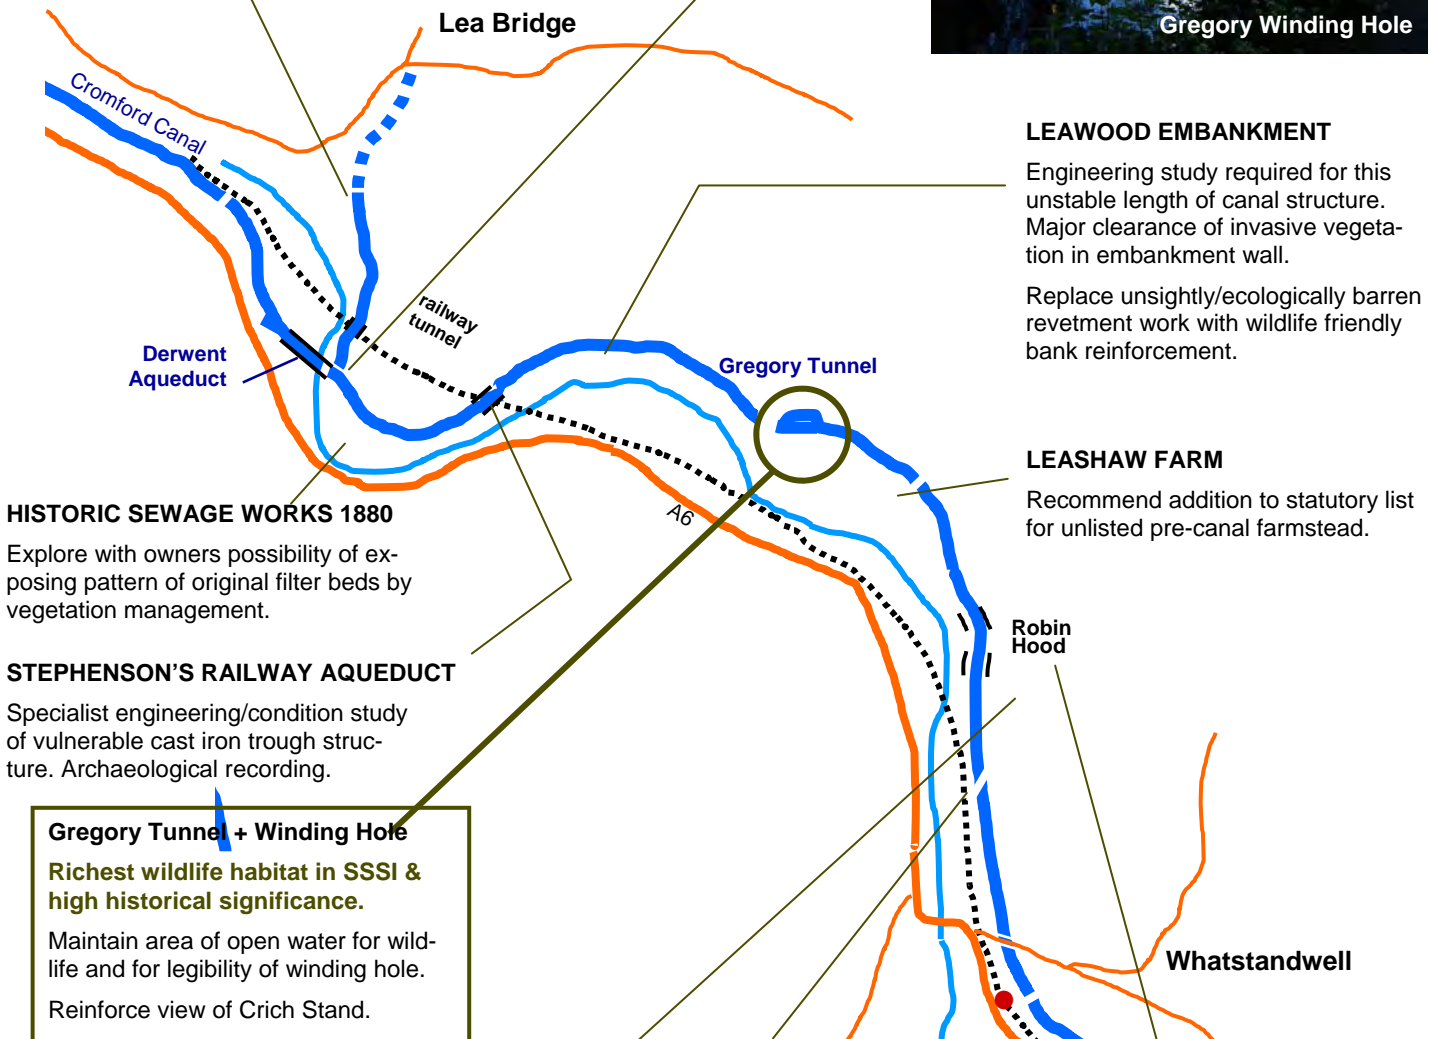 Lea Bridge
Gregory Winding Hole
Cromford Canal
LEAWOOD EMBANKMENT
Engineering study required for this
unstable length of canal structure.
Major clearance of invasive vegeta-
tion in embankment wall.
Replace unsightly/ecologically barren
revetment work with wildlife friendly
bank reinforcement.
railway
tunnel
Derwent
Aqueduct
Gregory Tunnel
LEASHAW FARM
Recommend addition to statutory list
for unlisted pre-canal farmstead.
A6
HISTORIC SEWAGE WORKS 1880
Explore with owners possibility of ex-
posing pattern of original filter beds by
vegetation management.
Robin
Hood
STEPHENSON'S RAILWAY AQUEDUCT
Specialist engineering/condition study
of vulnerable cast iron trough struc-
ture. Archaeological recording.
Gregory Tunnel + Winding Hole
Richest wildlife habitat in SSSI &
high historical significance.
Maintain area of open water for wild-
life and for legibility of winding hole.
Reinforce view of Crich Stand.
Whatstandwell